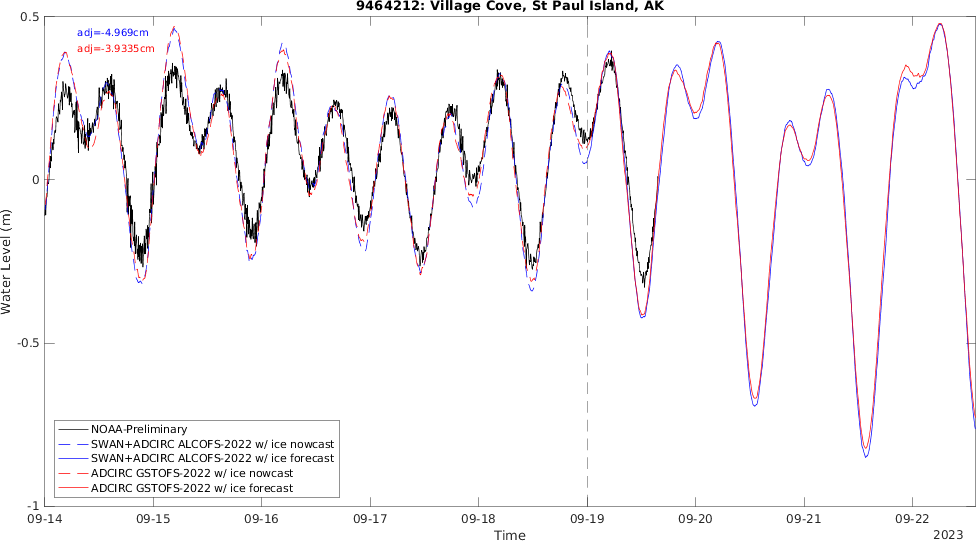 9464212: Village Cove, St Paul Island, AK
adj=-4.969cm
adj=-3.9335cm
0.5
0
-0.5
-1
Water Level (m)
NOAA-Preliminary
SWAN+ADCIRC ALCOFS-2022 w/ ice nowcast
SWAN+ADCIRC ALCOFS-2022 w/ ice forecast
ADCIRC GSTOFS-2022 w/ ice nowcast
ADCIRC GSTOFS-2022 w/ ice forecast
09-14 09-15 09-16 09-17 09-18 09-19 09-20 09-21 09-22
Time
2023